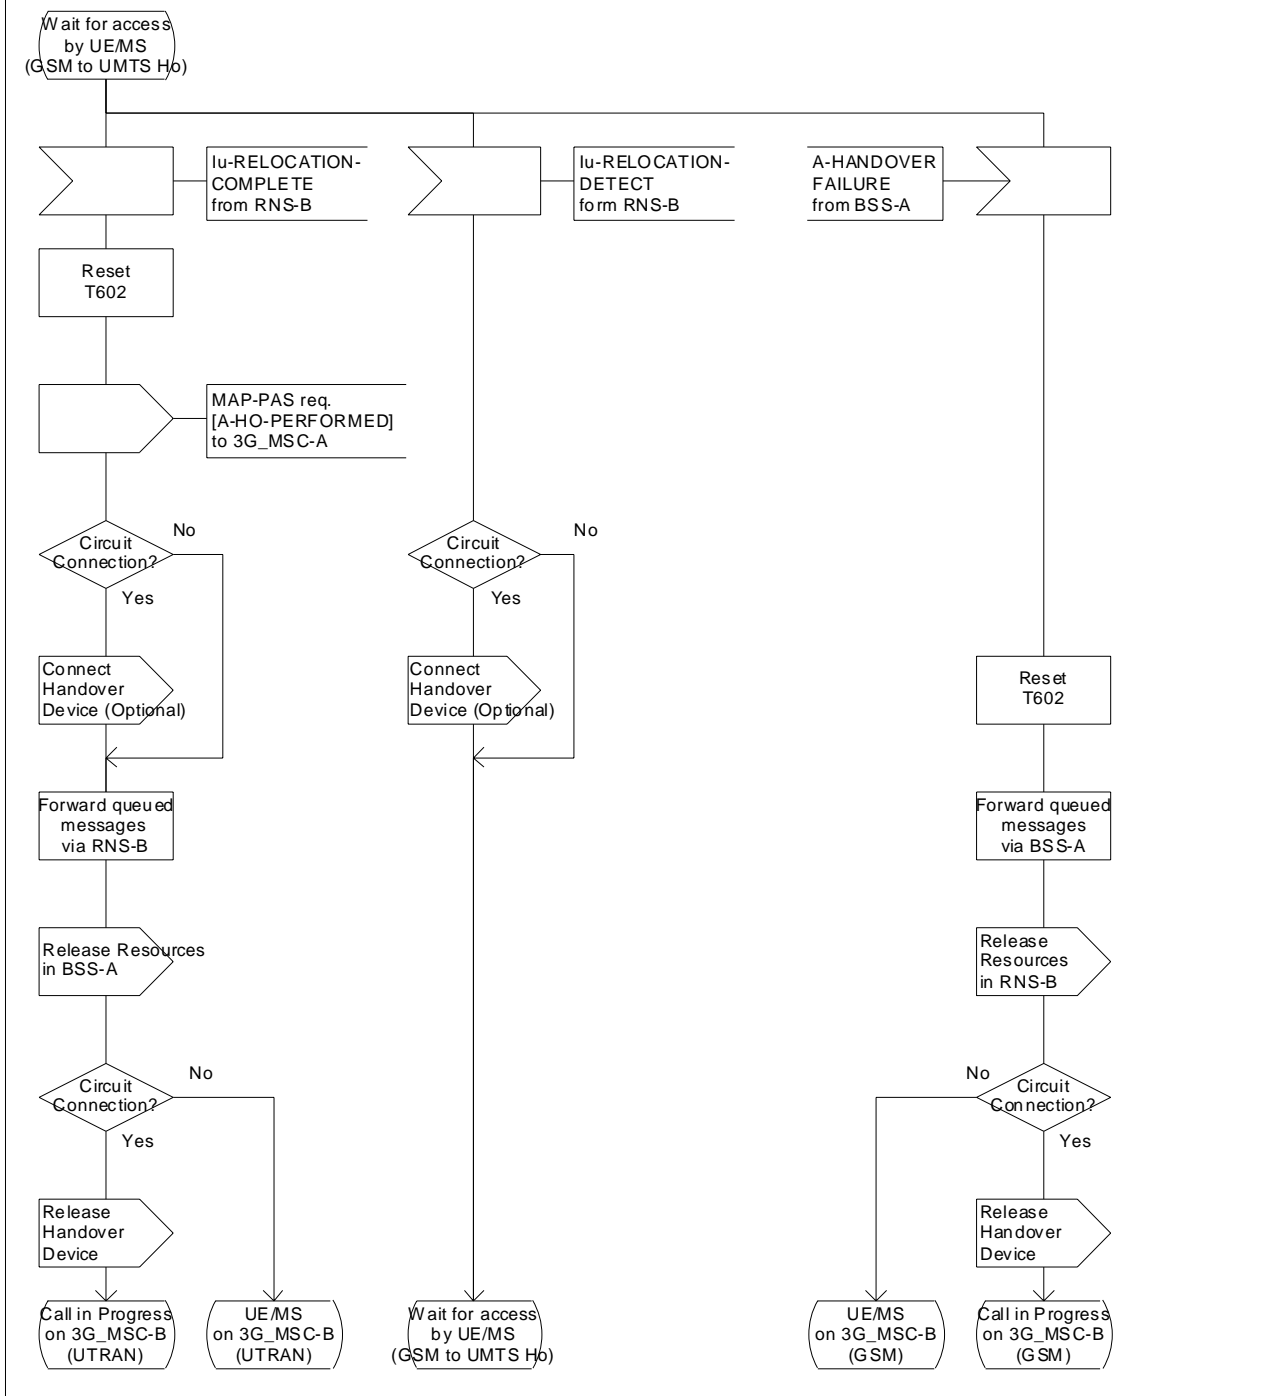 Wait for access
by UE/MS
(GSM to UMTS Ho)
Iu-RELOCATION-
COMPLETE
from RNS-B
Iu-RELOCATION-
DETECT
form RNS-B
A-HANDOVER
FAILURE
from BSS-A
Reset
T602
MAP-PAS req.
[A-HO-PERFORMED]
to 3G_MSC-A
No
Circuit
Connection?
Yes
No
Circuit
Connection?
Yes
Connect
Handover
Device (Optional)
Connect
Handover
Device (Optional)
Reset
T602
Forward queued
messages
via RNS-B
Forward queued
messages
via BSS-A
Release Resources
in BSS-A
Release
Resources
in RNS-B
No
Circuit
Connection?
Yes
No
Circuit
Connection?
Yes
Release
Handover
Device
Release
Handover
Device
Call in Progress
on 3G_MSC-B
(UTRAN)
UE/MS
on 3G_MSC-B
(UTRAN)
Wait for access
by UE/MS
(GSM to UMTS Ho)
UE/MS
on 3G_MSC-B
(GSM)
Call in Progress
on 3G_MSC-B
(GSM)